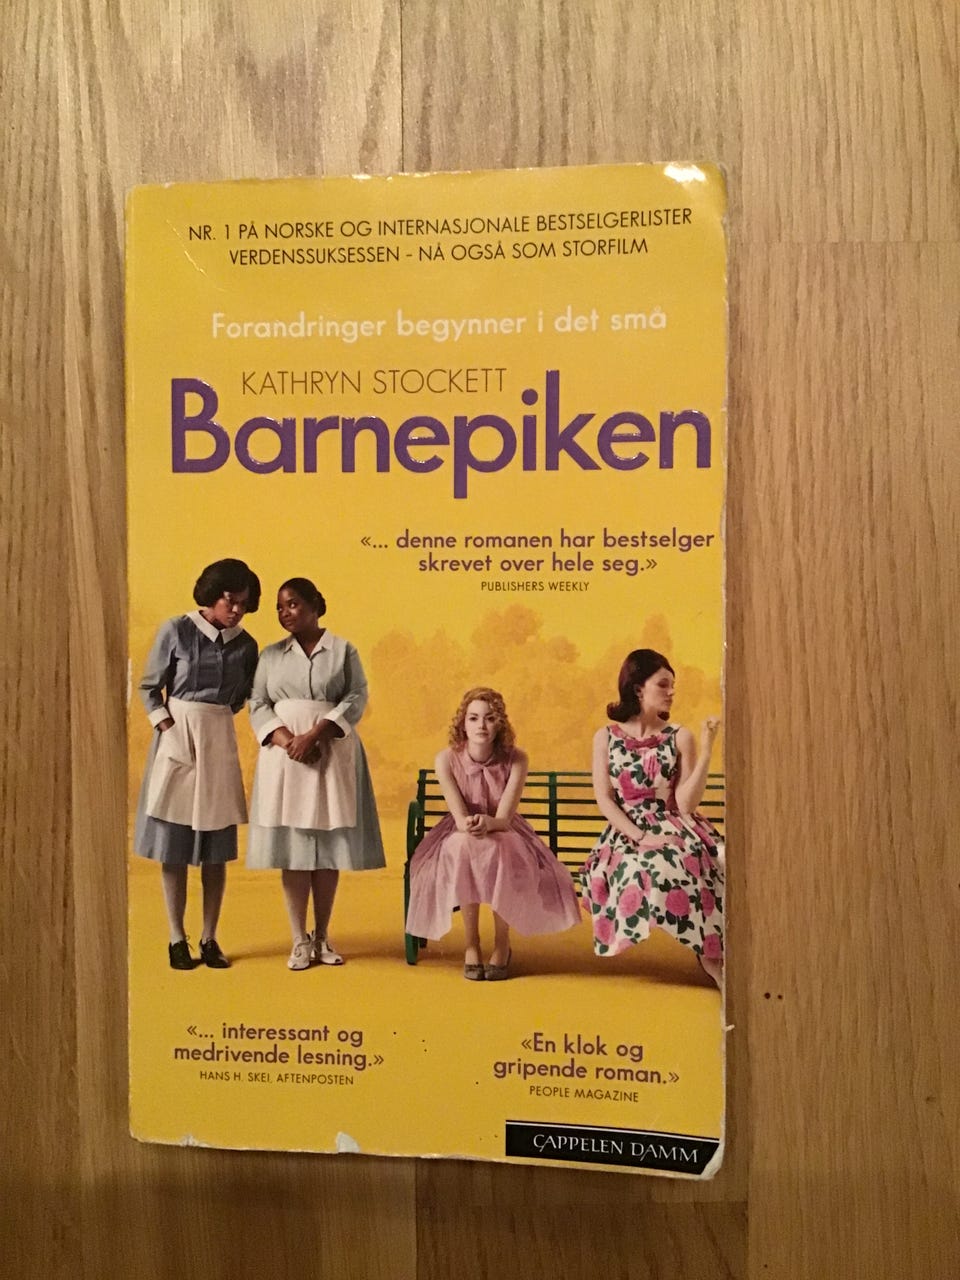 NR. 1 PÅ NORSKE OG INTERNASJONALE BESTSELGERLISTER
VERDENSSUKSESSEN - NÅ OGSÅ SOM STORFILM
Forandringer begynner i det små
KATHRYN STOCKETT
Barnepiken
«... denne romanen har bestselger
skrevet over hele seg.»
PUBLISHERS WEEKLY
«... interessant og
medrivende lesning.»
HANS H. SKEI, AFTENPOSTEN
«En klok og
gripende roman.»
PEOPLE MAGAZINE
CAPPELEN DAMM